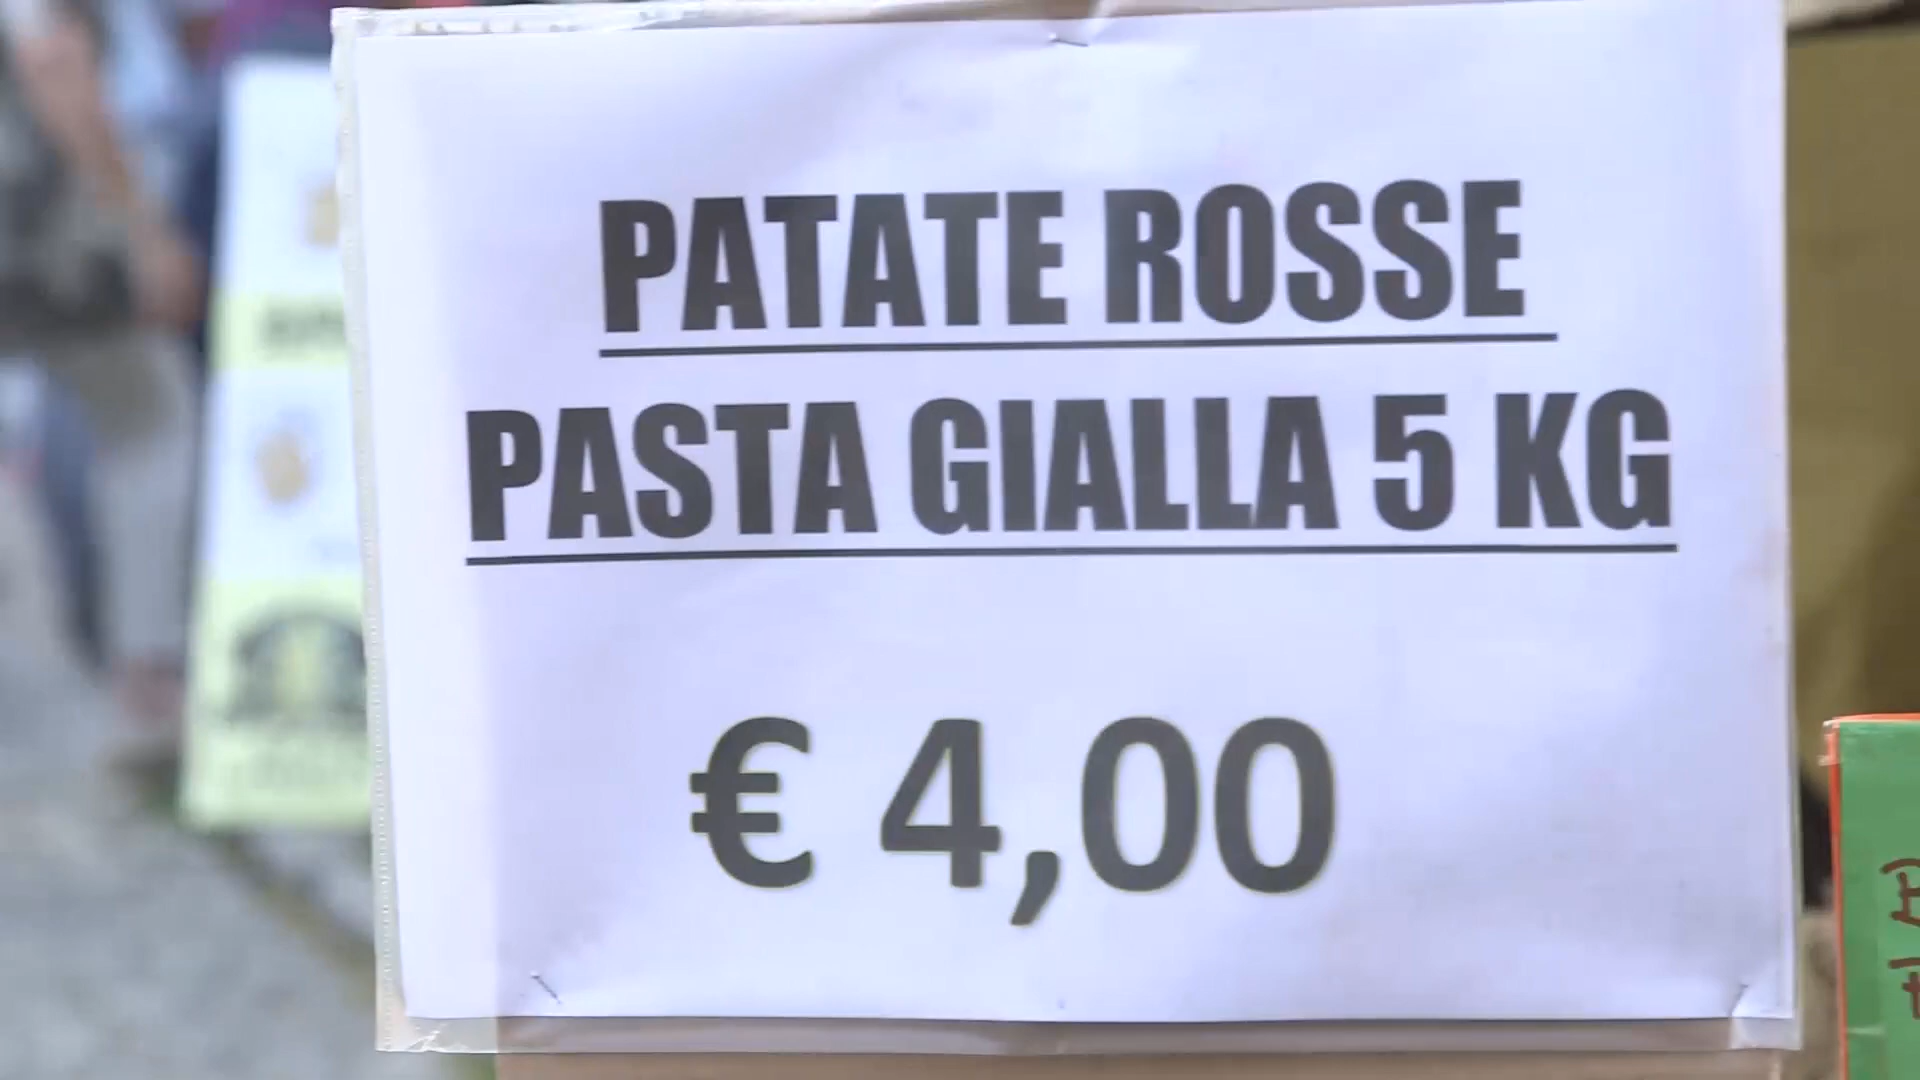 PATATE ROSSE
PASTA GIALLA 5 KG
€ 4,00